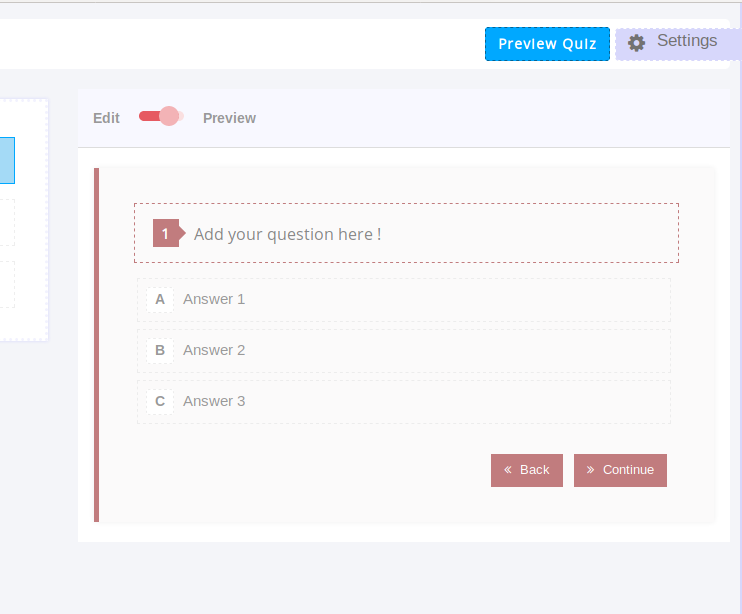 Preview Quiz
Settings
Edit
Preview
1 Add your question here !
A Answer 1
B Answer 2
C Answer 3
« Back
» Continue